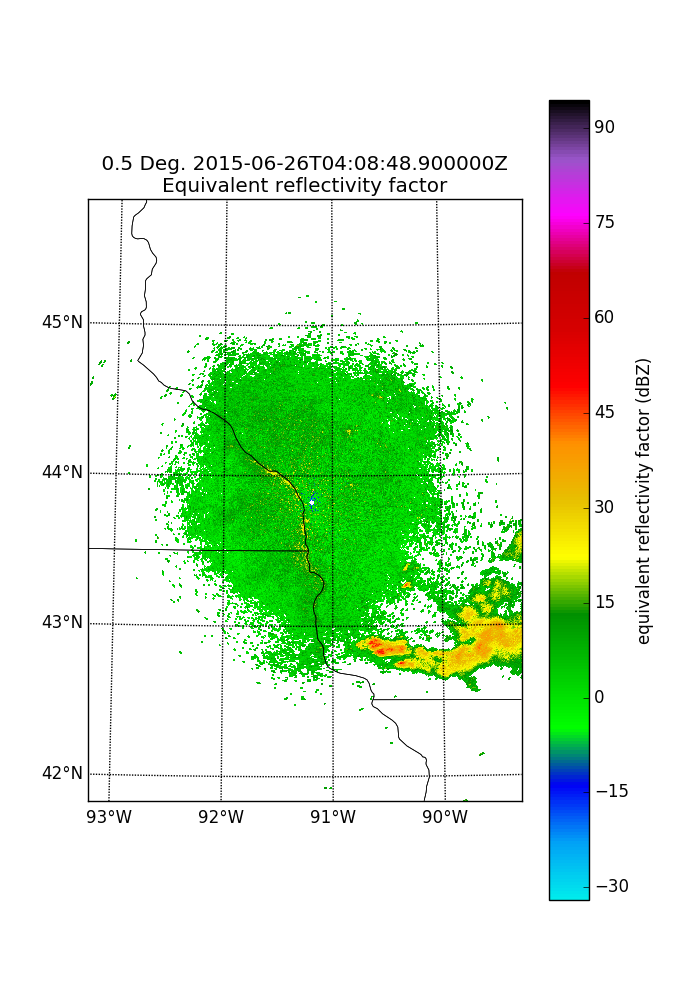 0.5 Deg. 2015-06-26T04:08:48.900000Z
Equivalent reflectivity factor
45°N
44°N
43°N
42°N
93°W 92°W 91°W 90°W
90
75
60
45
30
15
0
−15
−30
equivalent reflectivity factor (dBZ)